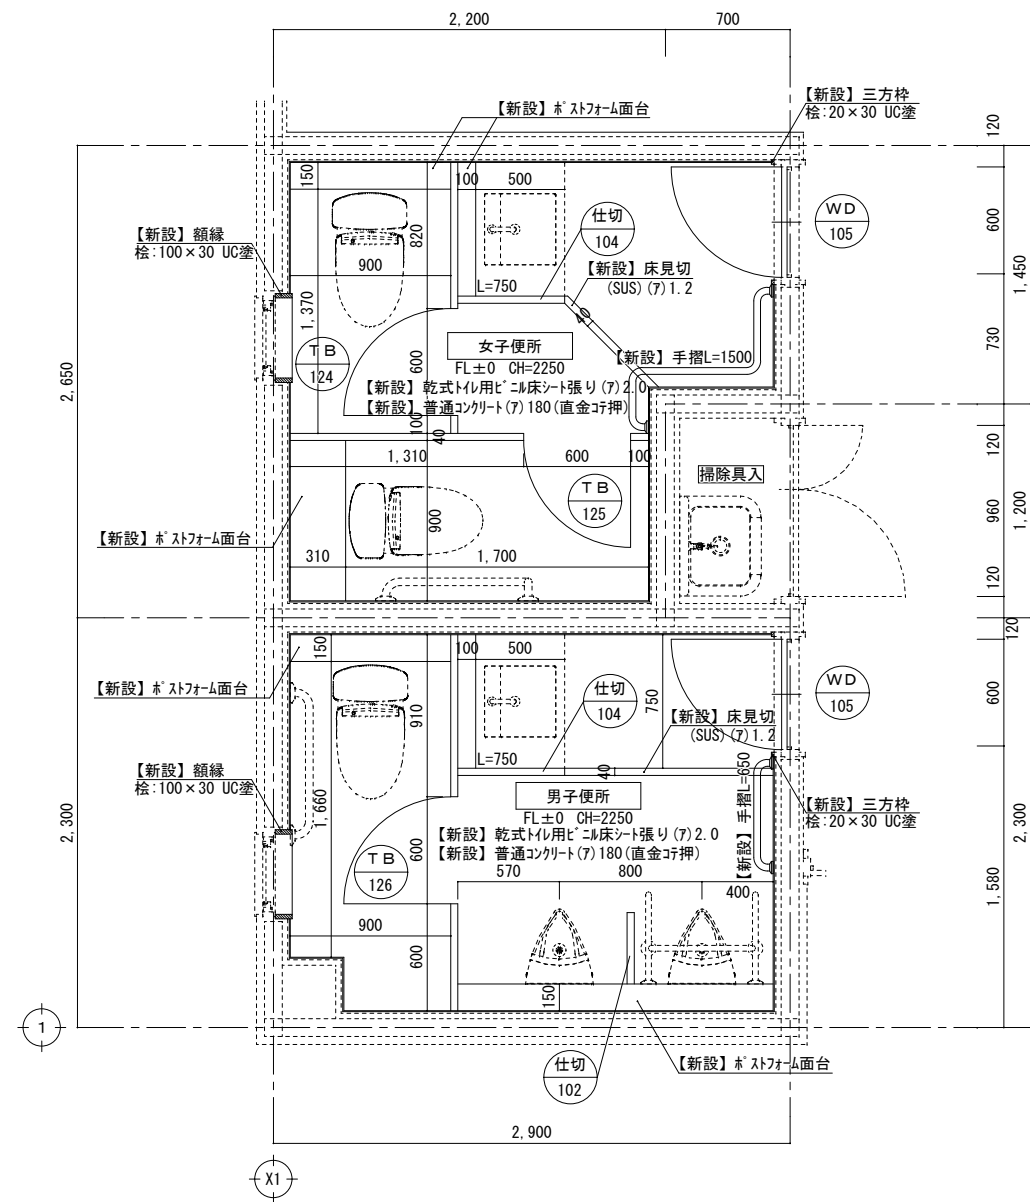 2,200
700
【新設】ポストフォーム面台
【新設】三方枠
桧:20×30 UC塗
120
150
100
500
820
仕切
104
WD
105
600
1,450
【新設】額縁
桧:100×30 UC塗
900
【新設】床見切
(SUS)(ア)1.2
L=750
40
1,370
730
女子便所
FL±0 CH=2250
【新設】手摺L=1500
TB
124
600
【新設】乾式トイレ用ビニル床シート張り(ア)2.0
【新設】普通コンクリート(ア)180(直金コテ押)
2,650
100
40
120
1,310
600
100
掃除具入
TB
125
900
960
1,200
【新設】ポストフォーム面台
310
1,700
120
120
150
100
500
【新設】ポストフォーム面台
910
仕切
104
750
WD
105
600
【新設】床見切
(SUS)(ア)1.2
L=750
40
【新設】額縁
桧:100×30 UC塗
1,660
男子便所
FL±0 CH=2250
【新設】手摺L=650
【新設】三方枠
桧:20×30 UC塗
2,300
【新設】乾式トイレ用ビニル床シート張り(ア)2.0
【新設】普通コンクリート(ア)180(直金コテ押)
600
TB
126
2,300
570
800
400
1,580
900
600
150
1
仕切
102
【新設】ポストフォーム面台
2,900
X1